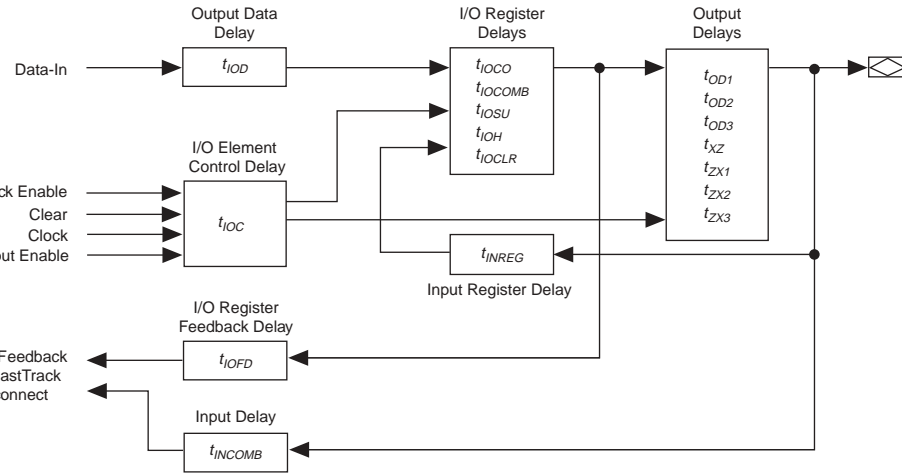 Output Data
Delay
I/O Register
Delays
Output
Delays
Data-In
tIOD
tIOCO
tIOCOMB
tIOSU
tIOH
tIOCLR
tOD1
tOD2
tOD3
tXZ
tZX1
tZX2
tZX3
I/O Element
Control Delay
Enable
Clear
Clock
Enable
tIOC
tINREG
Input Register Delay
I/O Register
Feedback Delay
Feedback
tIOFD
Input Delay
tINCOMB